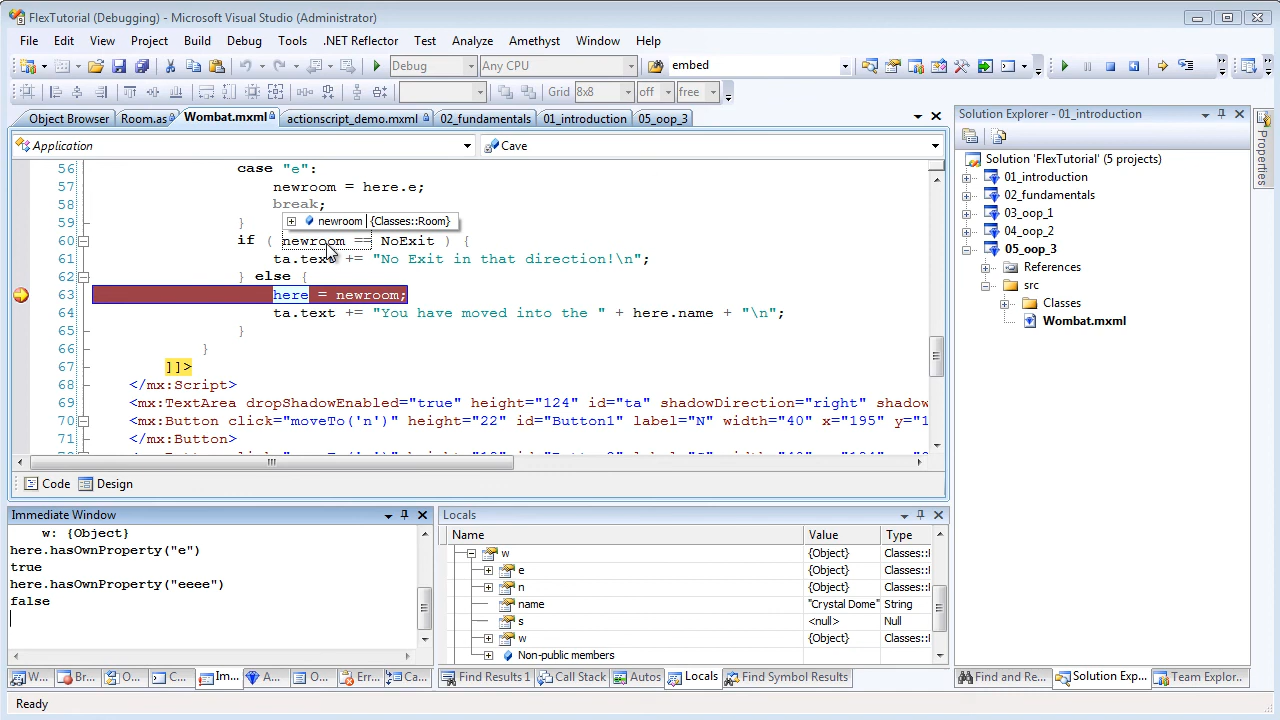 FlexTutorial (Debugging) - Microsoft Visual Studio (Administrator)
File Edit View Project Build Debug Tools .NET Reflector Test Analyze Amethyst Window Help
Debug Any CPU embed
Grid 8x8 off free
Object Browser Room.as Wombat.mxml actionscript_demo.mxml 02_fundamentals 01_introduction 05_oop_3
Application Cave
56 case "e":
57 newroom = here.e;
58 break;
newroom {Classes::Room}
59 }
60 if ( newroom == NoExit ) {
61 ta.text += "No Exit in that direction!\n";
62 } else {
63 here = newroom;
64 ta.text += "You have moved into the " + here.name + "\n";
65 }
66 }
67 ]]>
68 </mx:Script>
69 <mx:TextArea dropShadowEnabled="true" height="124" id="ta" shadowDirection="right" shadow
70 <mx:Button click="moveTo('n')" height="22" id="Button1" label="N" width="40" x="195" y="1
71 </mx:Button>
Code Design
Solution Explorer - 01_introduction
Solution 'FlexTutorial' (5 projects)
01_introduction
02_fundamentals
03_oop_1
04_oop_2
05_oop_3
References
src
Classes
Wombat.mxml
Properties
Immediate Window
w: {Object}
here.hasOwnProperty("e")
true
here.hasOwnProperty("eeee")
false
Locals
Name Value Type
w {Object} Classes::
e {Object} Classes::
n {Object} Classes::
name "Crystal Dome" String
s <null> Null
w {Object} Classes::
Non-public members
W... Br... O... C... Im... A... O... Err... Ca...
Find Results 1 Call Stack Autos Locals Find Symbol Results
Find and Re... Solution Exp... Team Explor...
Ready